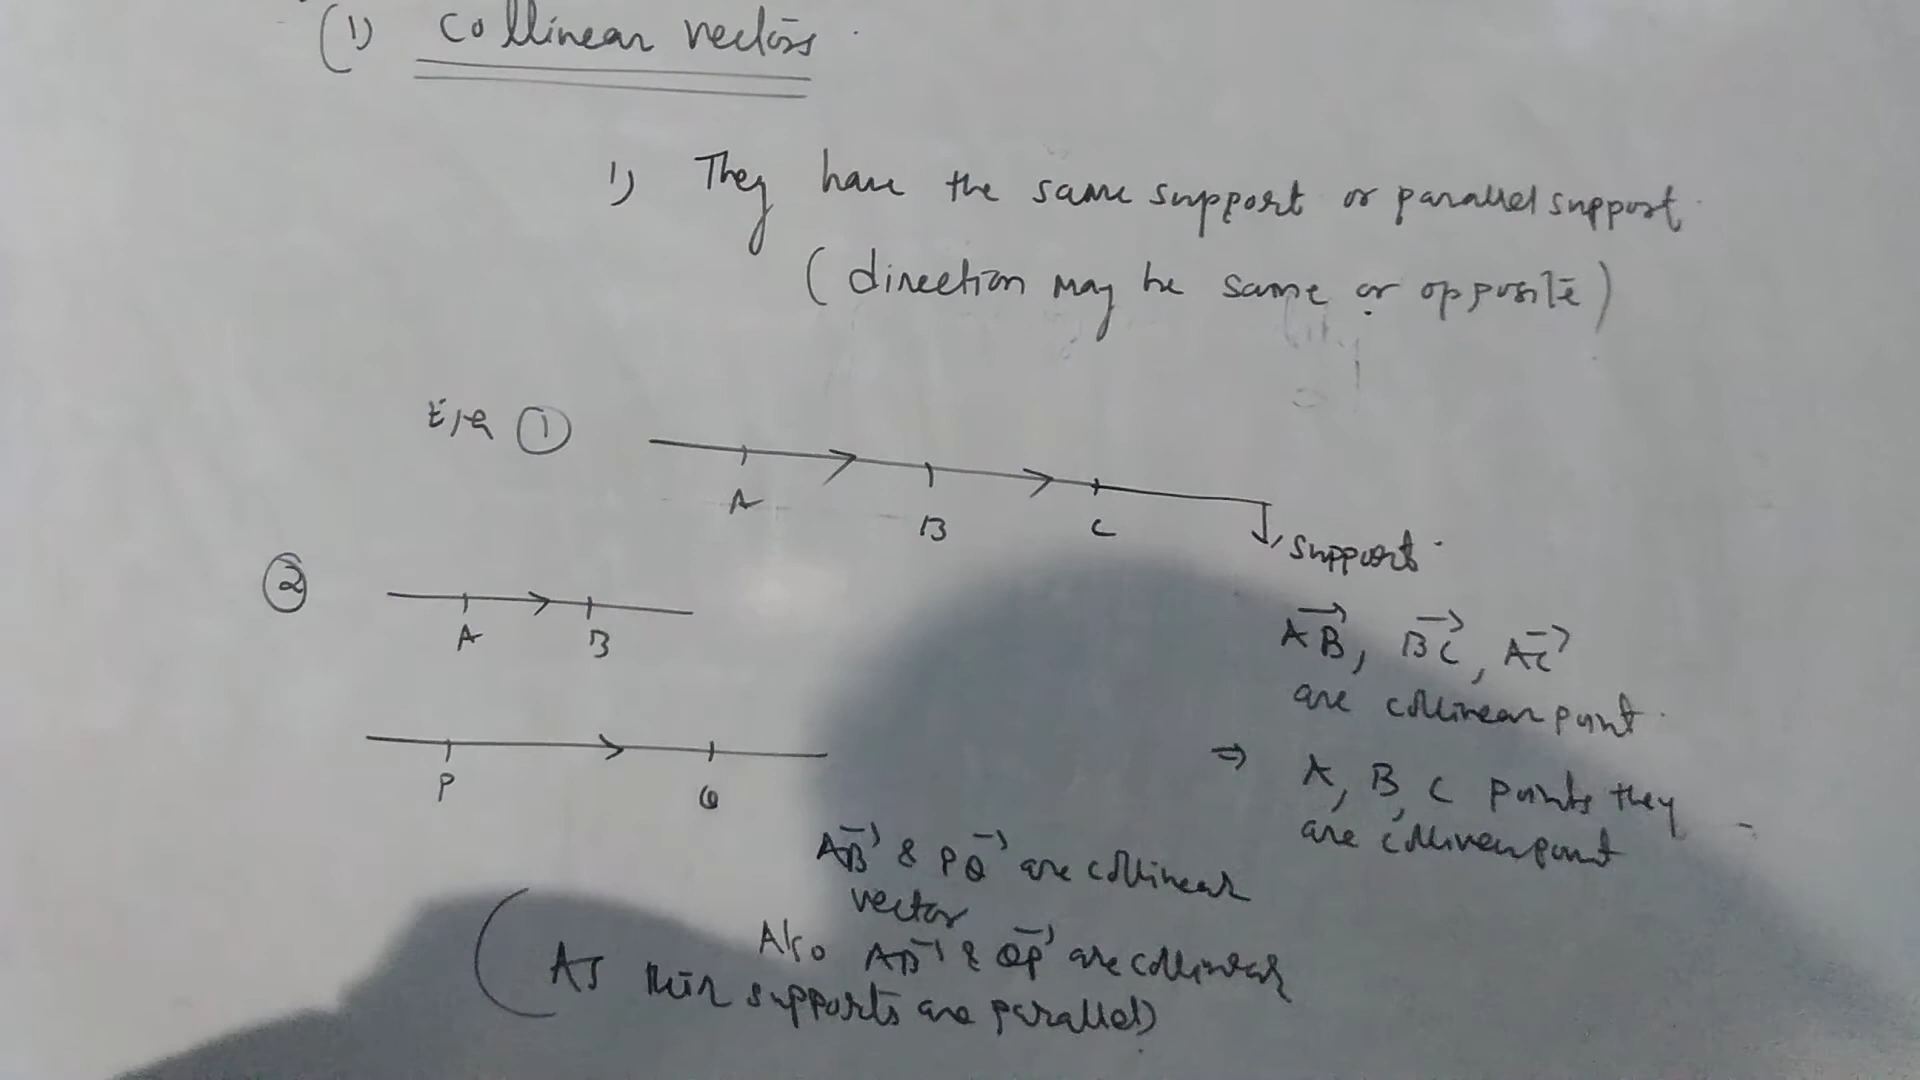 (1) Collinear vectors
1) They have the same support or parallel support
(direction may be same or opposite)
E.g. ①
A B C
support
②
A B
P Q
→AB, →BC, →AC
are collinear point
⇒ A, B, C points they
are collinear point
→AB & →PQ are collinear
vector
Also →AB & →QP are collinear
(As their supports are parallel)